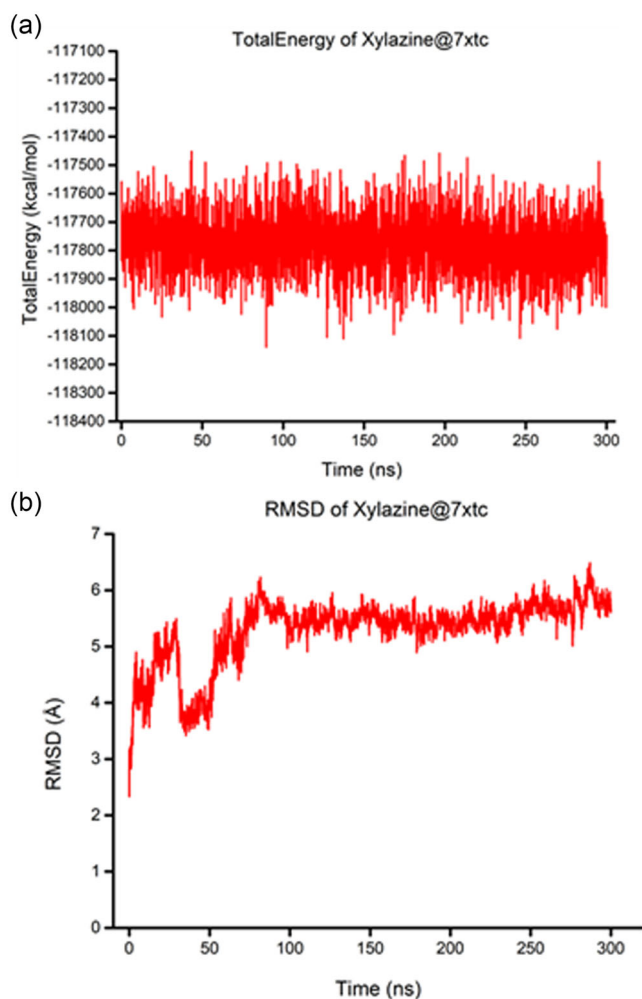 (a)
TotalEnergy of Xylazine@7xtc
-117100
-117200
-117300
-117400
-117500
-117600
-117700
-117800
-117900
-118000
-118100
-118200
-118300
-118400
TotalEnergy (kcal/mol)
0 50 100 150 200 250 300
Time (ns)
(b)
RMSD of Xylazine@7xtc
7
6
5
4
3
2
1
0
RMSD (Å)
0 50 100 150 200 250 300
Time (ns)